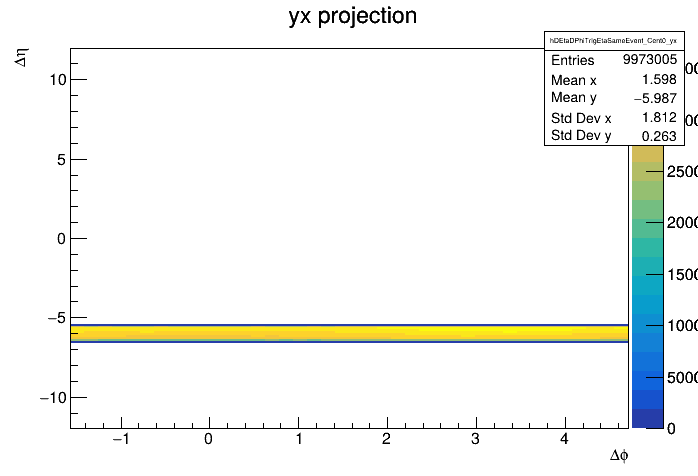 yx projection
hDEtaDPhiTrigEtaSameEvent_Cent0_yx
Entries 9973005
Mean x 1.598
Mean y −5.987
Std Dev x 1.812
Std Dev y 0.263
Δη
10
5
0
−5
−10
−1 0 1 2 3 4
Δϕ
2500
2000
1500
1000
5000
0